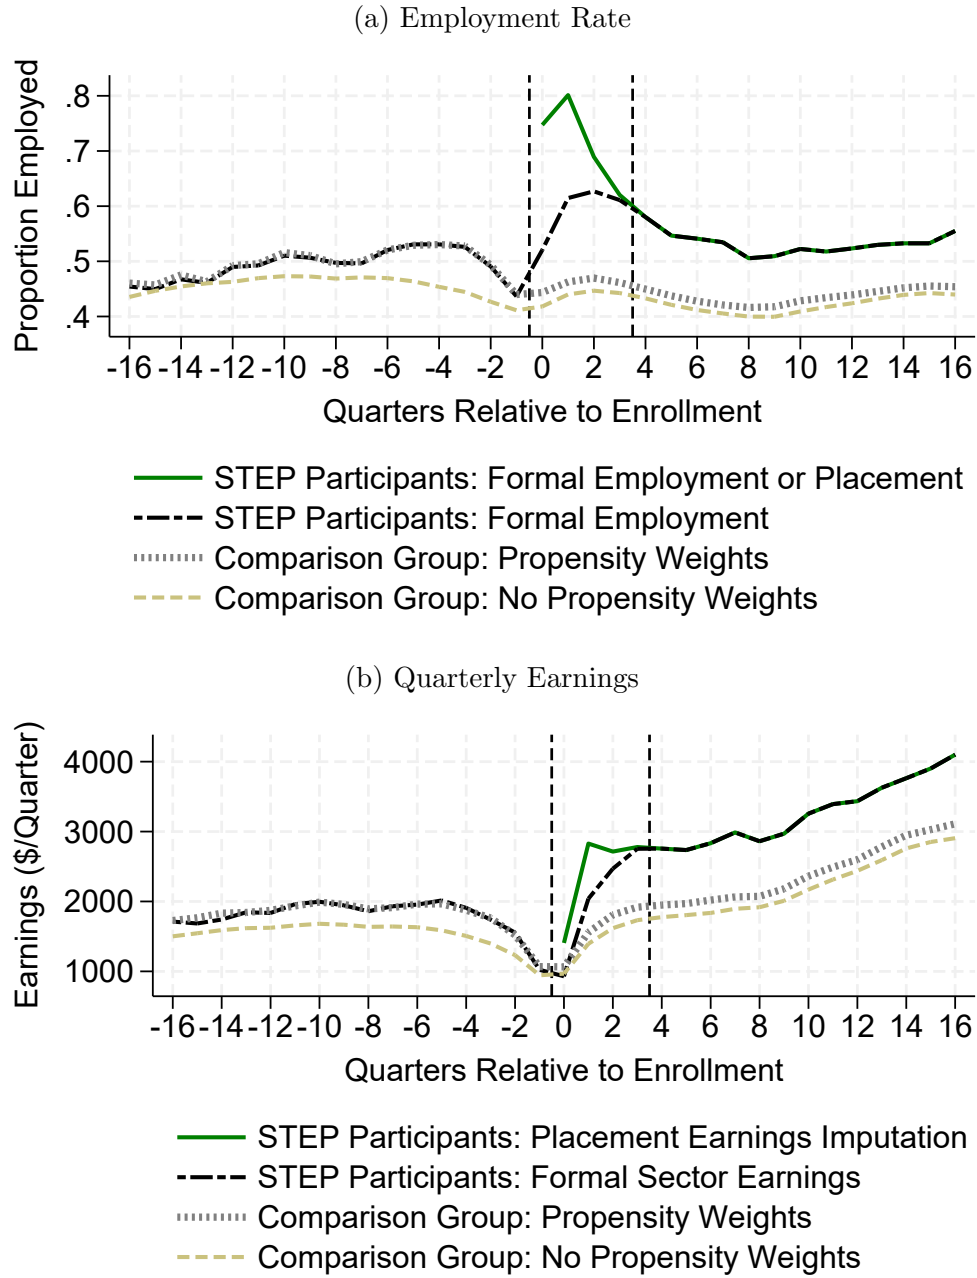 (a) Employment Rate
Proportion Employed
.8
.7
.6
.5
.4
-16 -14 -12 -10 -8 -6 -4 -2 0 2 4 6 8 10 12 14 16
Quarters Relative to Enrollment
STEP Participants: Formal Employment or Placement
STEP Participants: Formal Employment
Comparison Group: Propensity Weights
Comparison Group: No Propensity Weights
(b) Quarterly Earnings
Earnings ($/Quarter)
4000
3000
2000
1000
-16 -14 -12 -10 -8 -6 -4 -2 0 2 4 6 8 10 12 14 16
Quarters Relative to Enrollment
STEP Participants: Placement Earnings Imputation
STEP Participants: Formal Sector Earnings
Comparison Group: Propensity Weights
Comparison Group: No Propensity Weights